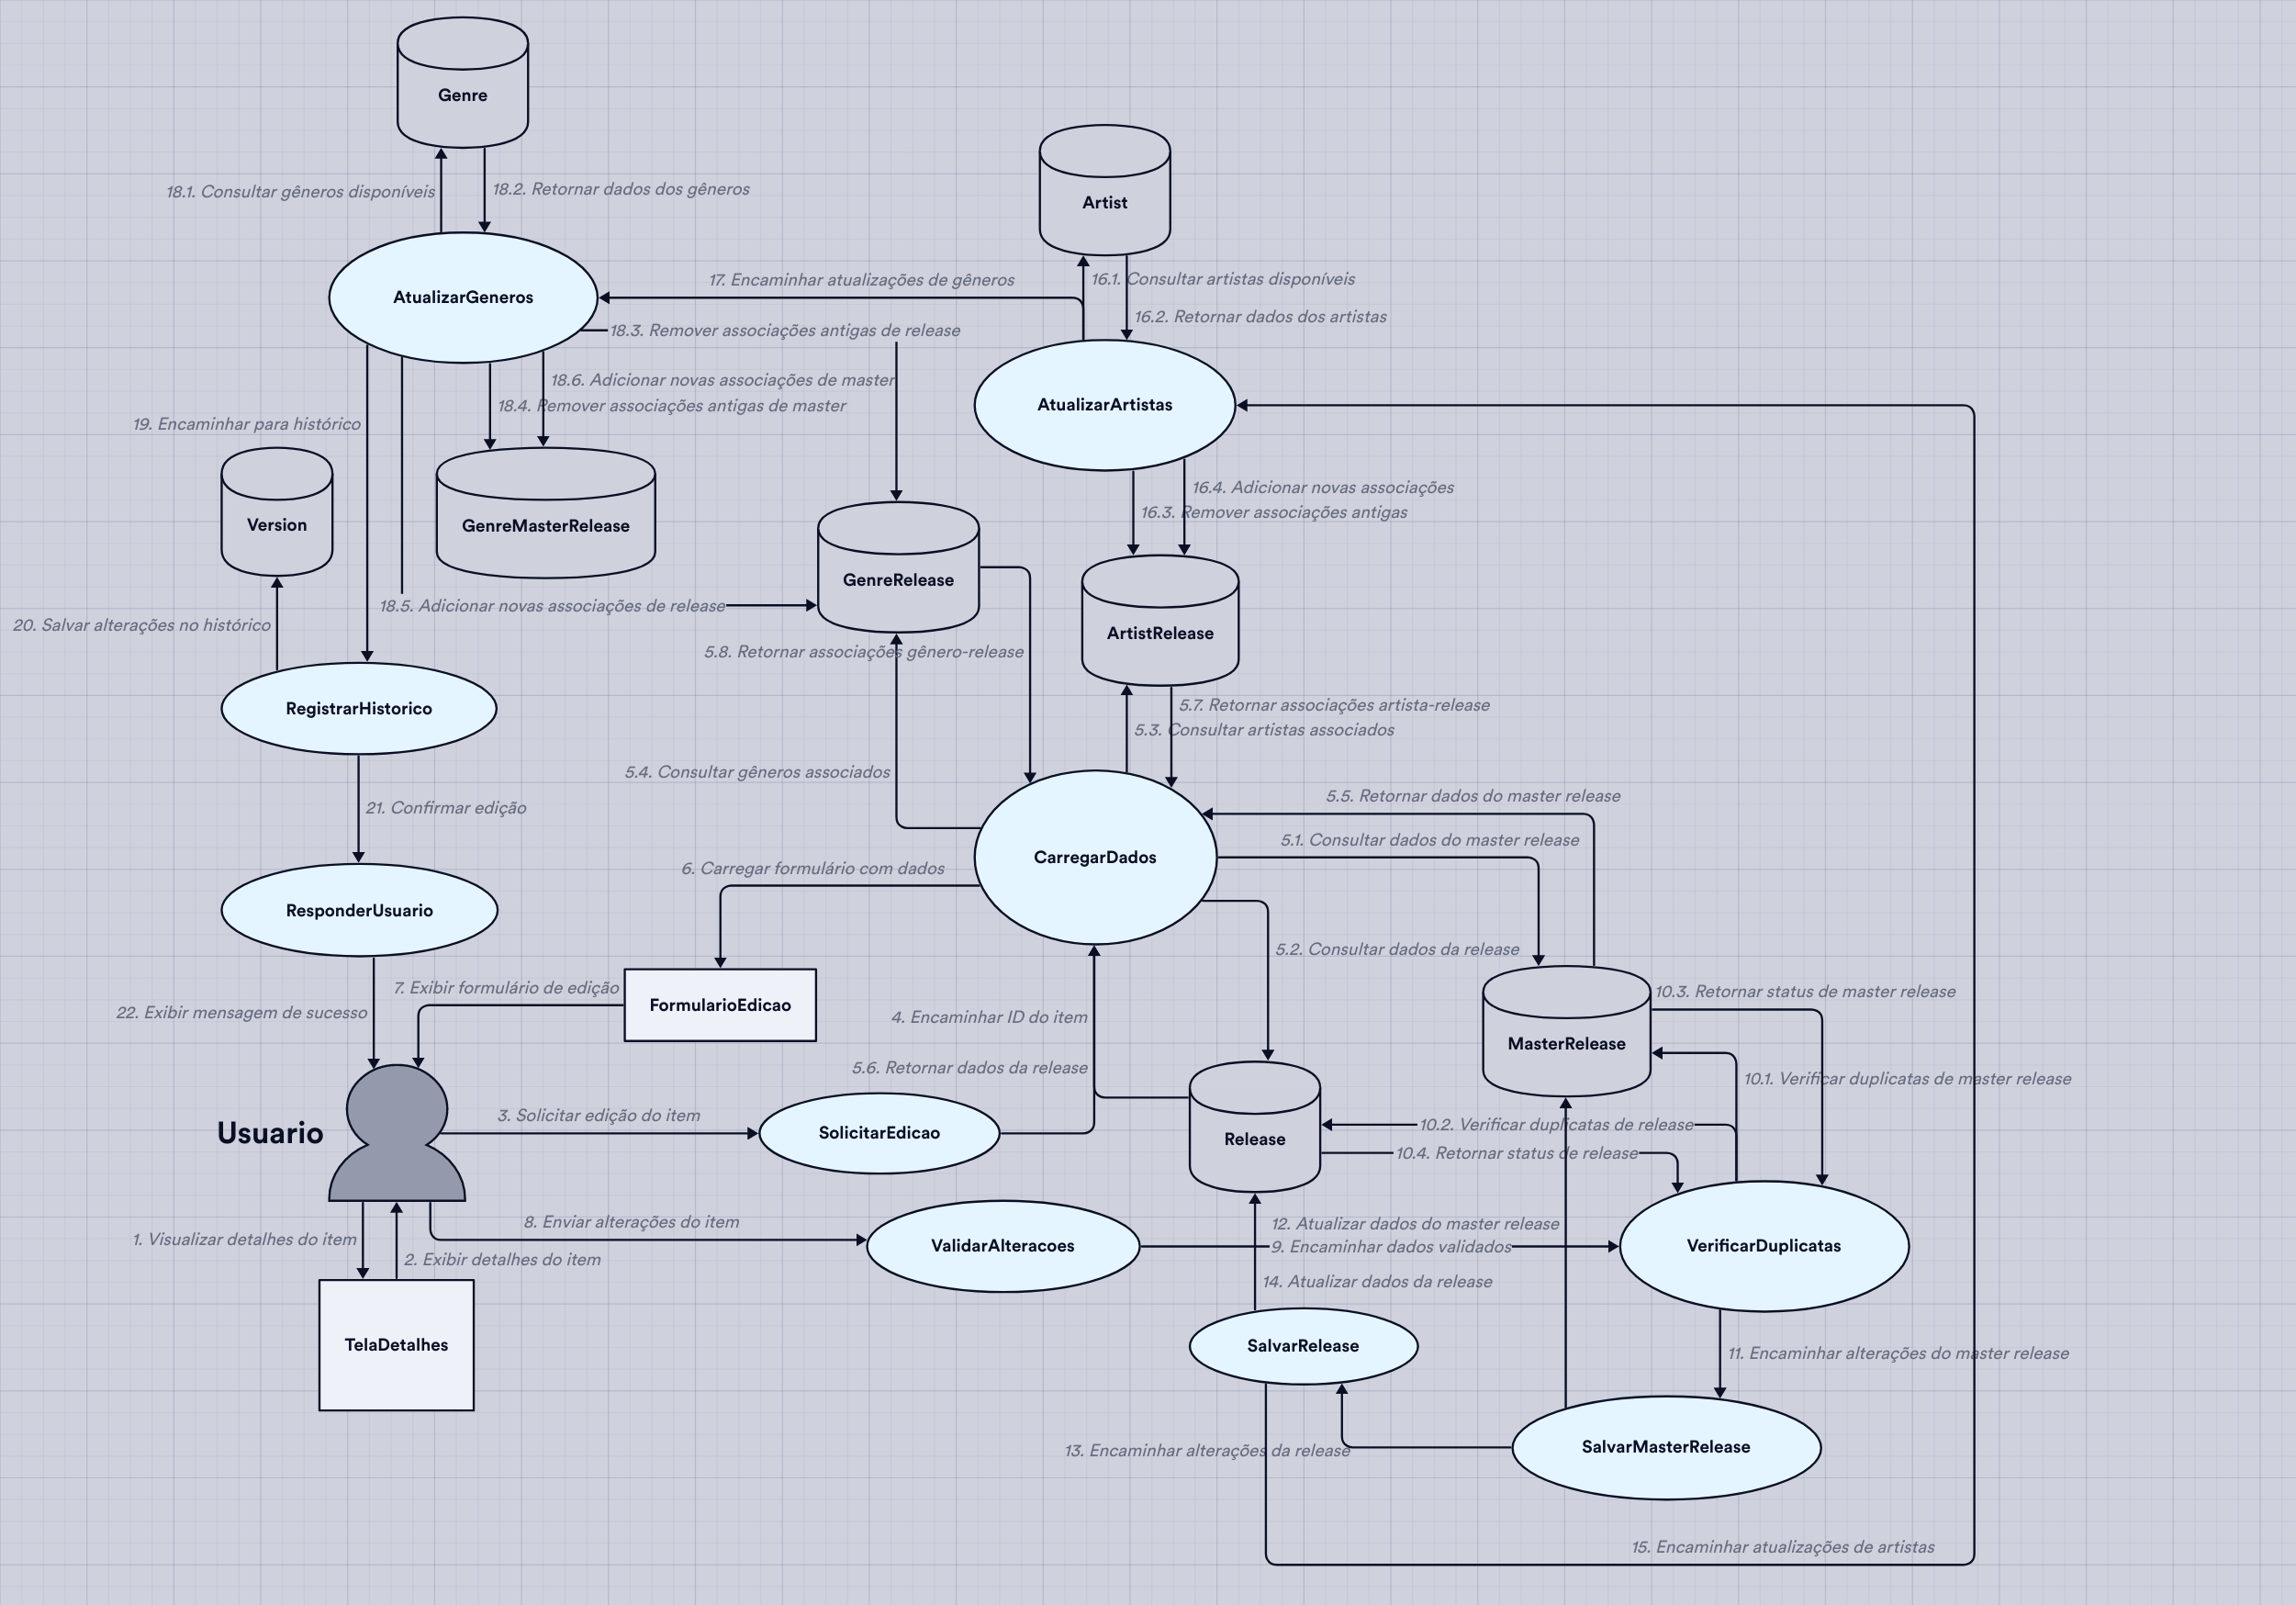 Genre
18.1. Consultar gêneros disponíveis
18.2. Retornar dados dos gêneros
Artist
AtualizarGeneros
17. Encaminhar atualizações de gêneros
16.1. Consultar artistas disponíveis
16.2. Retornar dados dos artistas
18.3. Remover associações antigas de release
18.6. Adicionar novas associações de master
18.4. Remover associações antigas de master
AtualizarArtistas
19. Encaminhar para histórico
Version
GenreMasterRelease
16.4. Adicionar novas associações
16.3. Remover associações antigas
GenreRelease
18.5. Adicionar novas associações de release
20. Salvar alterações no histórico
ArtistRelease
5.8. Retornar associações gênero-release
RegistrarHistorico
5.7. Retornar associações artista-release
5.3. Consultar artistas associados
5.4. Consultar gêneros associados
21. Confirmar edição
5.5. Retornar dados do master release
5.1. Consultar dados do master release
CarregarDados
6. Carregar formulário com dados
ResponderUsuario
5.2. Consultar dados da release
7. Exibir formulário de edição
FormularioEdicao
22. Exibir mensagem de sucesso
4. Encaminhar ID do item
10.3. Retornar status de master release
MasterRelease
5.6. Retornar dados da release
10.1. Verificar duplicatas de master release
Usuario
3. Solicitar edição do item
SolicitarEdicao
Release
10.2. Verificar duplicatas de release
10.4. Retornar status de release
8. Enviar alterações do item
1. Visualizar detalhes do item
2. Exibir detalhes do item
ValidarAlteracoes
12. Atualizar dados do master release
9. Encaminhar dados validados
VerificarDuplicatas
14. Atualizar dados da release
TelaDetalhes
SalvarRelease
11. Encaminhar alterações do master release
13. Encaminhar alterações da release
SalvarMasterRelease
15. Encaminhar atualizações de artistas